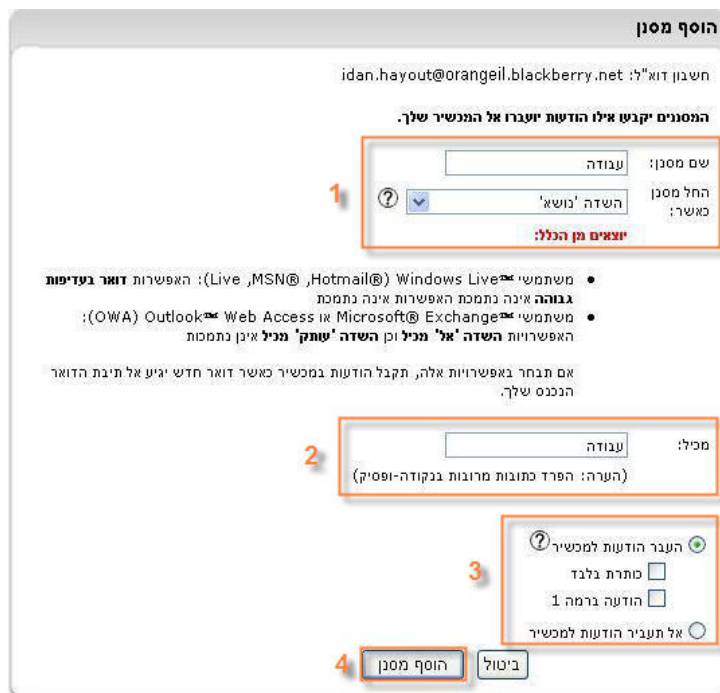 הוסף מסנן
חשבון דוא"ל: idan.hayout@orangeil.blackberry.net
המסננים יקבעו אילו הודעות יועברו אל המכשיר שלך.
1
שם מסנן: עבודה
החל מסנן כאשר: השדה 'נושא' ?
יוצאים מן הכלל:
• משתמשי Windows Live™ (Hotmail®, MSN®, Live): האפשרות דואר בעדיפות
גבוהה אינה נתמכת האפשרות אינה נתמכת
• משתמשי Microsoft® Exchange™ או Outlook™ Web Access (OWA):
האפשרויות השדה 'אל' מכיל וכן השדה 'עותק' מכיל אינן נתמכות
אם תבחר באפשרויות אלה, תקבל הודעות במכשיר כאשר דואר חדש יגיע אל תיבת הדואר
הנכנס שלך.
2
מכיל: עבודה
(הערה: הפרד כתובות מרובות בנקודה-ופסיק)
3
העבר הודעות למכשיר ?
כותרת בלבד
הודעה ברמה 1
אל תעביר הודעות למכשיר
ביטול הוסף מסנן 4